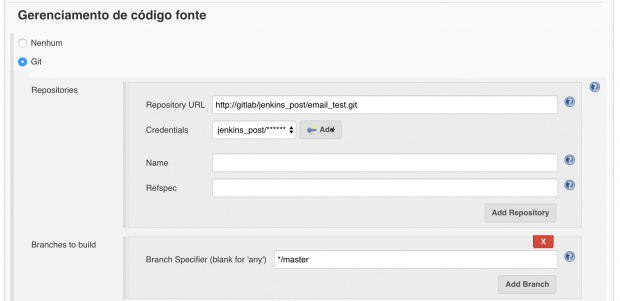 Gerenciamento de código fonte
Nenhum
Git
Repositories
Repository URL http://gitlab/jenkins_post/email_test.git
Credentials jenkins_post/****** Add
Name
Refspec
Add Repository
Branches to build
X
Branch Specifier (blank for 'any') */master
Add Branch